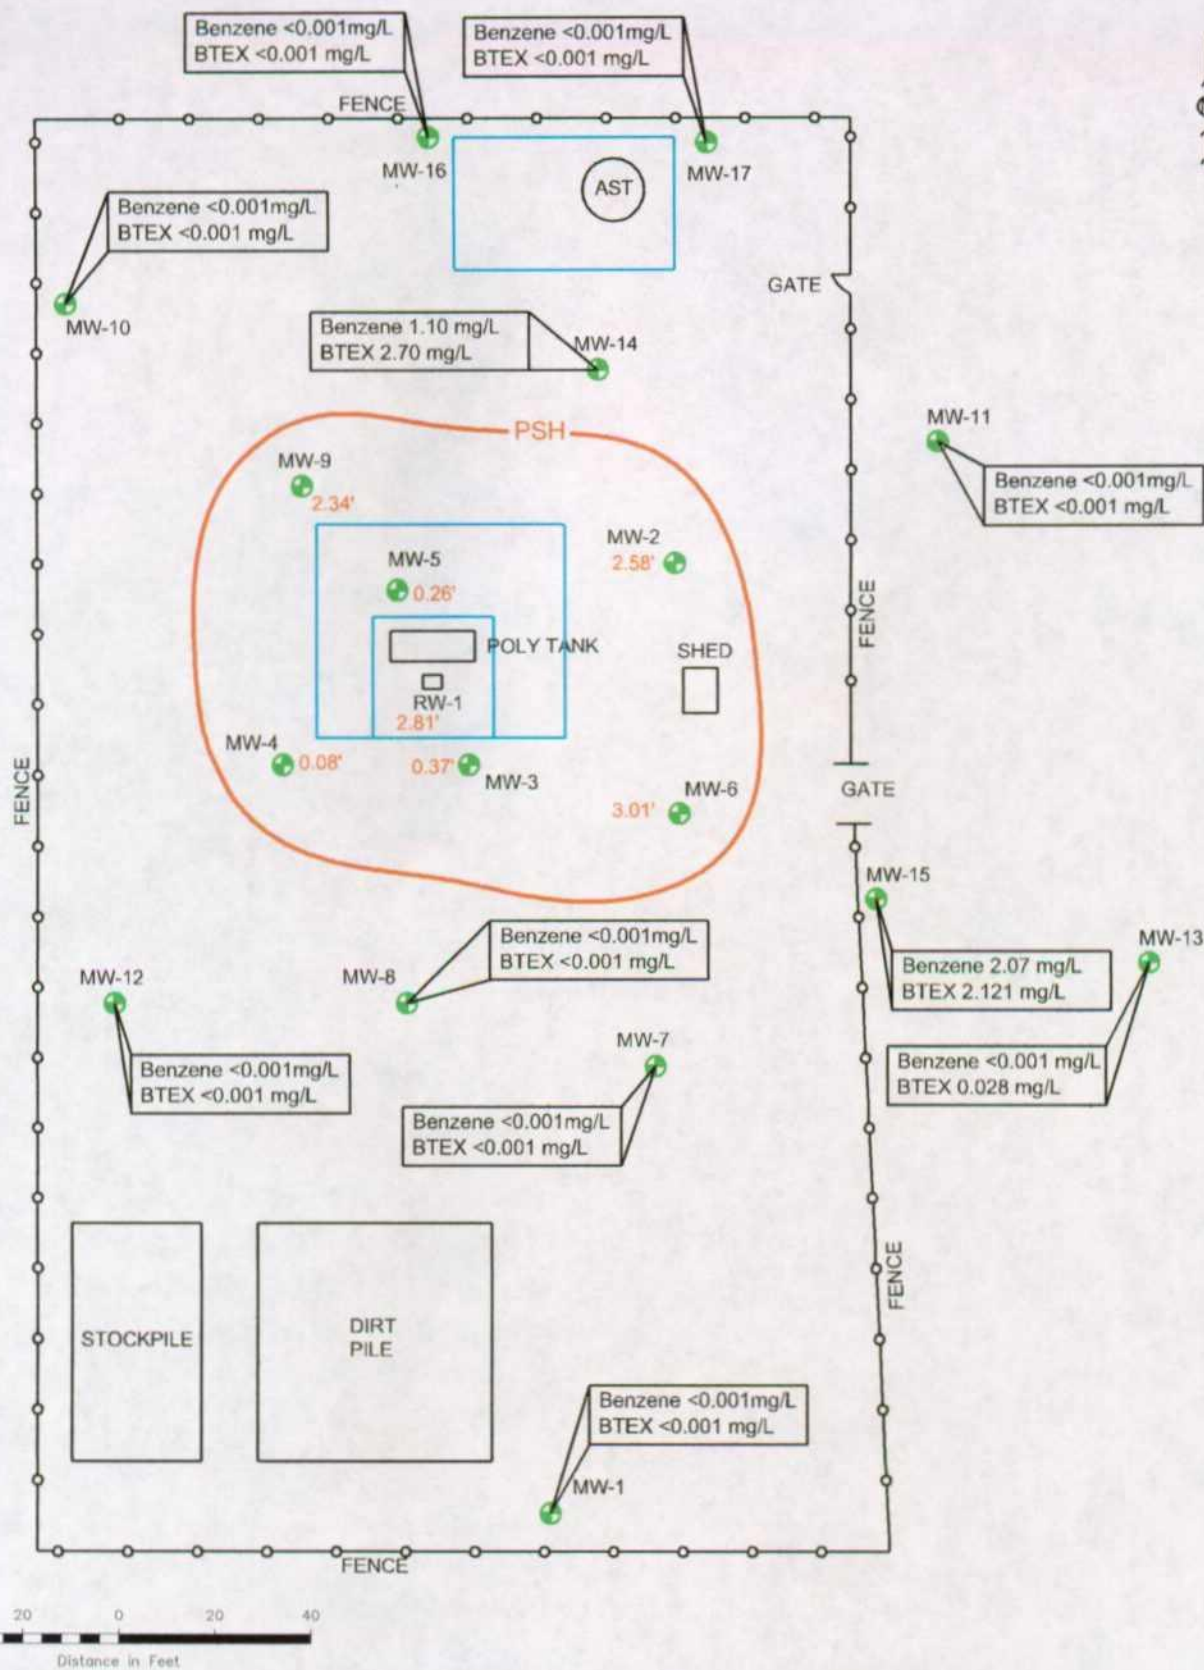 Benzene <0.001mg/L
BTEX <0.001 mg/L
Benzene <0.001mg/L
BTEX <0.001 mg/L
FENCE
MW-16
MW-17
AST
Benzene <0.001mg/L
BTEX <0.001 mg/L
MW-10
GATE
Benzene 1.10 mg/L
BTEX 2.70 mg/L
MW-14
MW-11
Benzene <0.001mg/L
BTEX <0.001 mg/L
PSH
MW-9
2.34'
MW-2
2.58'
MW-5
0.26'
FENCE
POLY TANK
SHED
RW-1
2.81'
MW-4
0.08'
0.37'
MW-3
FENCE
MW-6
3.01'
GATE
MW-15
MW-13
Benzene <0.001mg/L
BTEX <0.001 mg/L
Benzene 2.07 mg/L
BTEX 2.121 mg/L
MW-12
MW-8
MW-7
Benzene <0.001 mg/L
BTEX 0.028 mg/L
Benzene <0.001mg/L
BTEX <0.001 mg/L
Benzene <0.001mg/L
BTEX <0.001 mg/L
FENCE
STOCKPILE
DIRT
PILE
Benzene <0.001mg/L
BTEX <0.001 mg/L
MW-1
FENCE
20 0 20 40
Distance in Feet